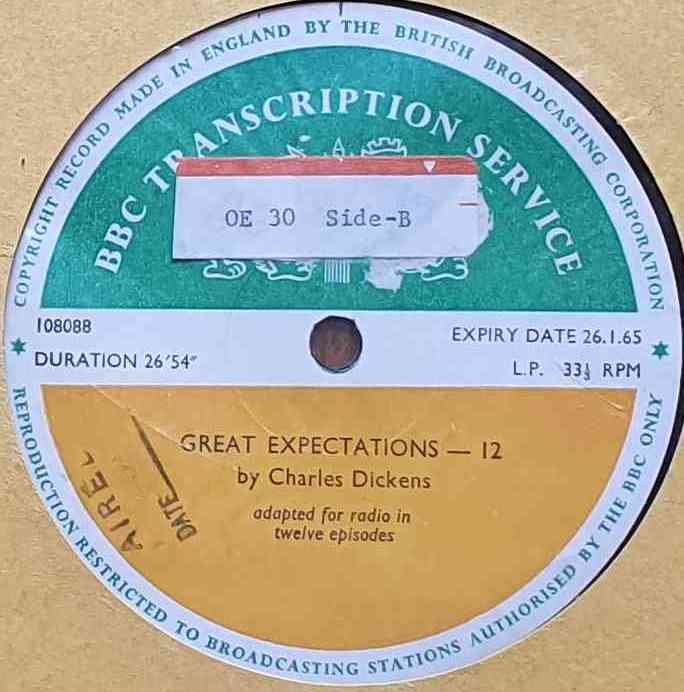 COPYRIGHT RECORD MADE IN ENGLAND BY THE BRITISH BROADCASTING CORPORATION
BBC TRANSCRIPTION SERVICE
OE 30 Side-B
108088
EXPIRY DATE 26.1.65
DURATION 26′54″
L.P. 33⅓ RPM
GREAT EXPECTATIONS — 12
by Charles Dickens
adapted for radio in
twelve episodes
DATE
REPRODUCTION RESTRICTED TO BROADCASTING STATIONS AUTHORISED BY THE BBC ONLY